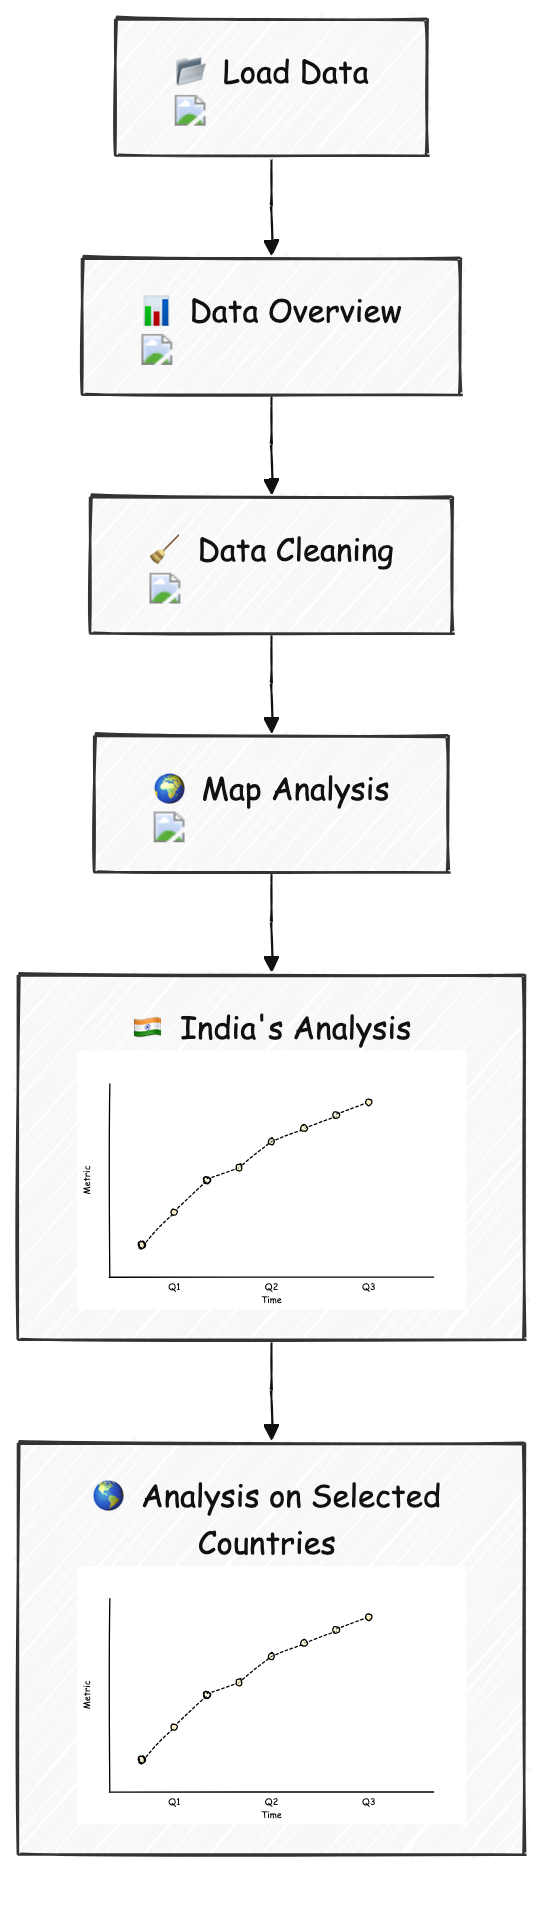 Load Data
Data Overview
Data Cleaning
Map Analysis
India's Analysis
Metric
Q1 Q2 Q3
Time
Analysis on Selected
Countries
Metric
Q1 Q2 Q3
Time